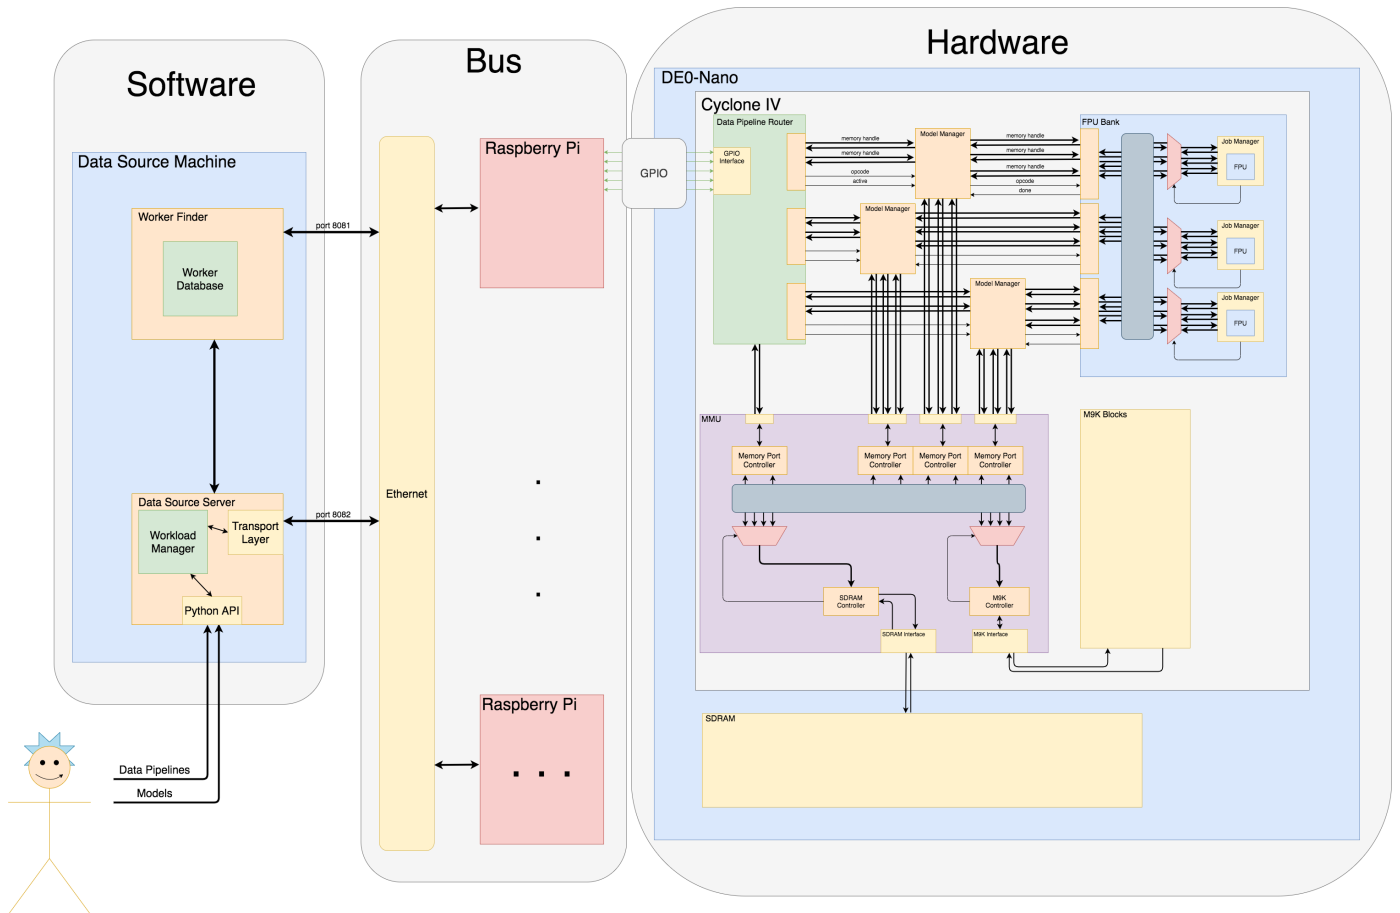 Software
Data Source Machine
Worker Finder
Worker
Database
port 8081
Data Source Server
Workload
Manager
Transport
Layer
Python API
port 8082
Data Pipelines
Models
Bus
Ethernet
Raspberry Pi
Raspberry Pi
GPIO
Hardware
DE0-Nano
Cyclone IV
Data Pipeline Router
GPIO
Interface
memory handle
memory handle
opcode
active
Model Manager
memory handle
memory handle
memory handle
opcode
done
Model Manager
Model Manager
FPU Bank
Job Manager
FPU
Job Manager
FPU
Job Manager
FPU
MMU
Memory Port
Controller
Memory Port
Controller
Memory Port
Controller
Memory Port
Controller
SDRAM
Controller
M9K
Controller
SDRAM Interface
M9K Interface
M9K Blocks
SDRAM